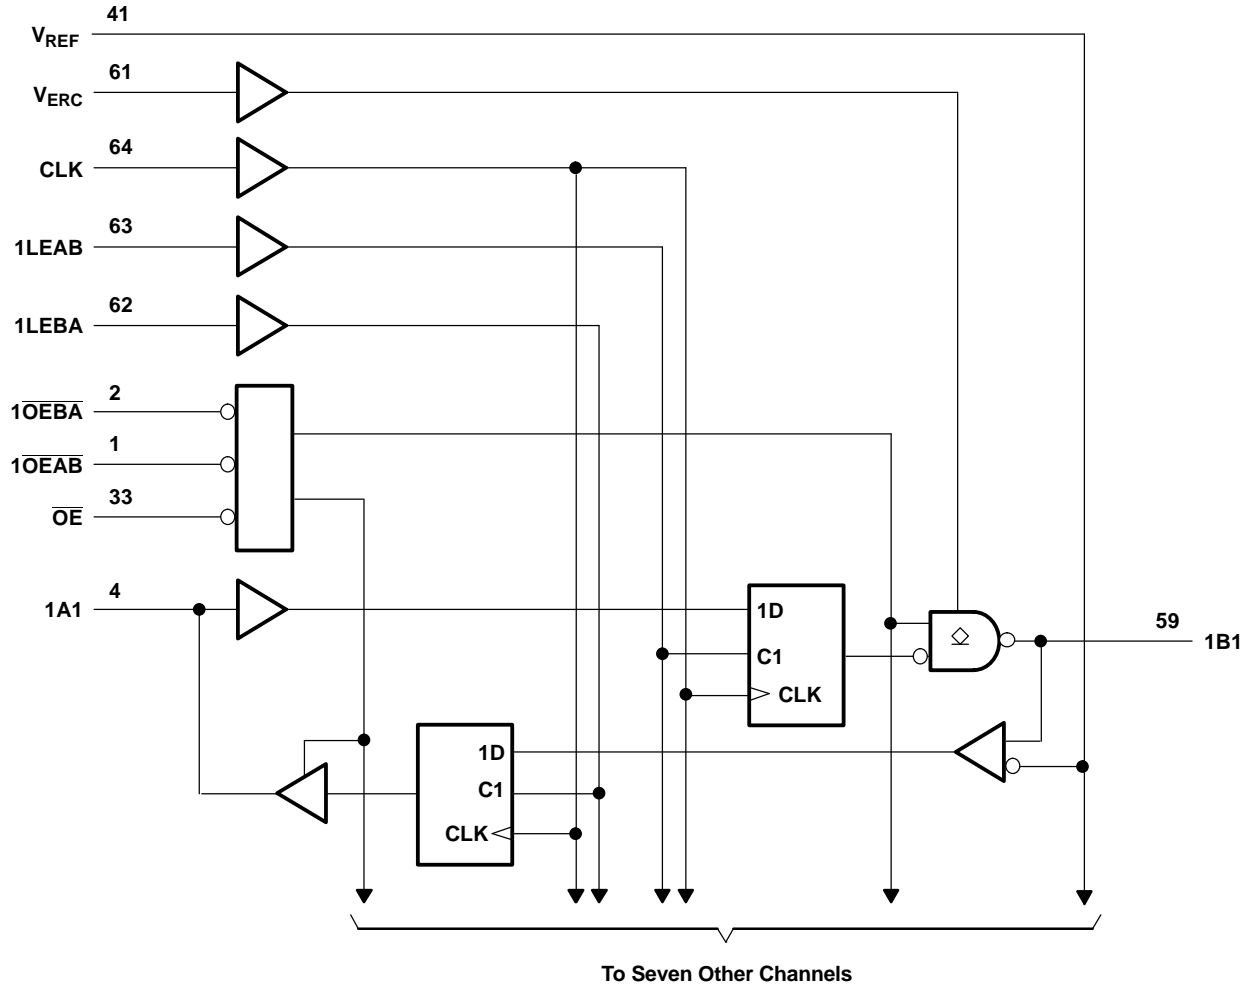 41
VREF
61
VERC
64
CLK
63
1LEAB
62
1LEBA
2
1OEBA
1
1OEAB
33
OE
4
1A1
1D
C1
CLK
59
1B1
1D
C1
CLK
To Seven Other Channels